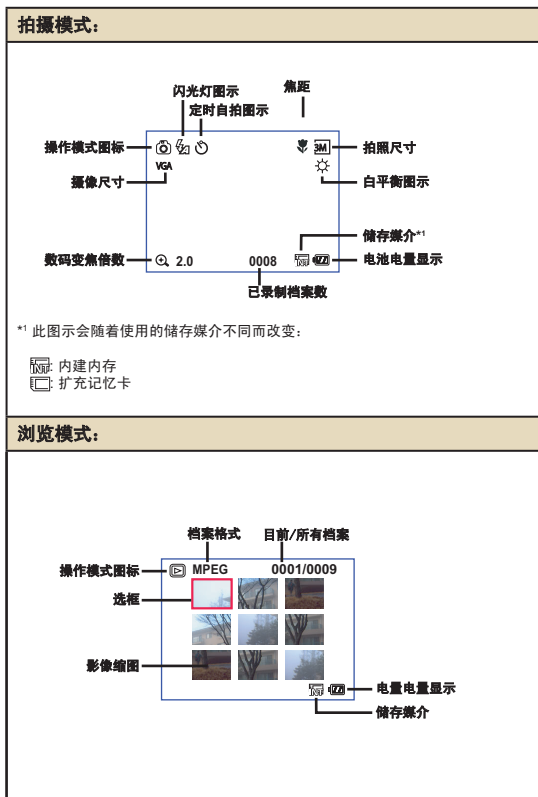 拍摄模式:
闪光灯图示
焦距
定时自拍图示
操作模式图标
3M
拍照尺寸
VGA
摄像尺寸
白平衡图示
储存媒介*1
数码变焦倍数
2.0
0008
电池电量显示
已录制档案数
*1 此图示会随着使用的储存媒介不同而改变:
: 内建内存
: 扩充记忆卡
浏览模式:
档案格式
目前/所有档案
操作模式图标
MPEG
0001/0009
选框
影像缩图
电量电量显示
储存媒介